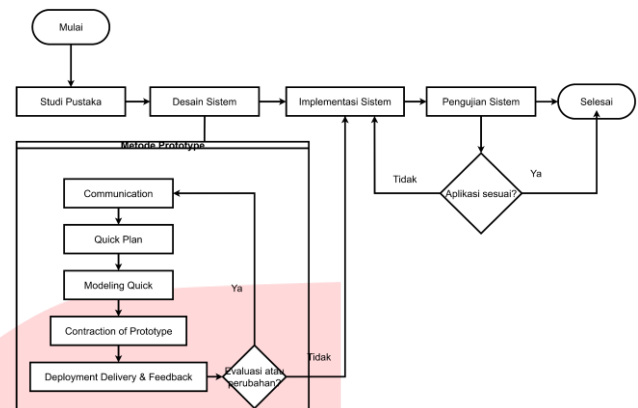 Mulai
Studi Pustaka
Desain Sistem
Implementasi Sistem
Pengujian Sistem
Selesai
Metode Prototype
Tidak
Aplikasi sesuai?
Ya
Communication
Quick Plan
Modeling Quick
Ya
Contraction of Prototype
Deployment Delivery & Feedback
Evaluasi atau
perubahan?
Tidak